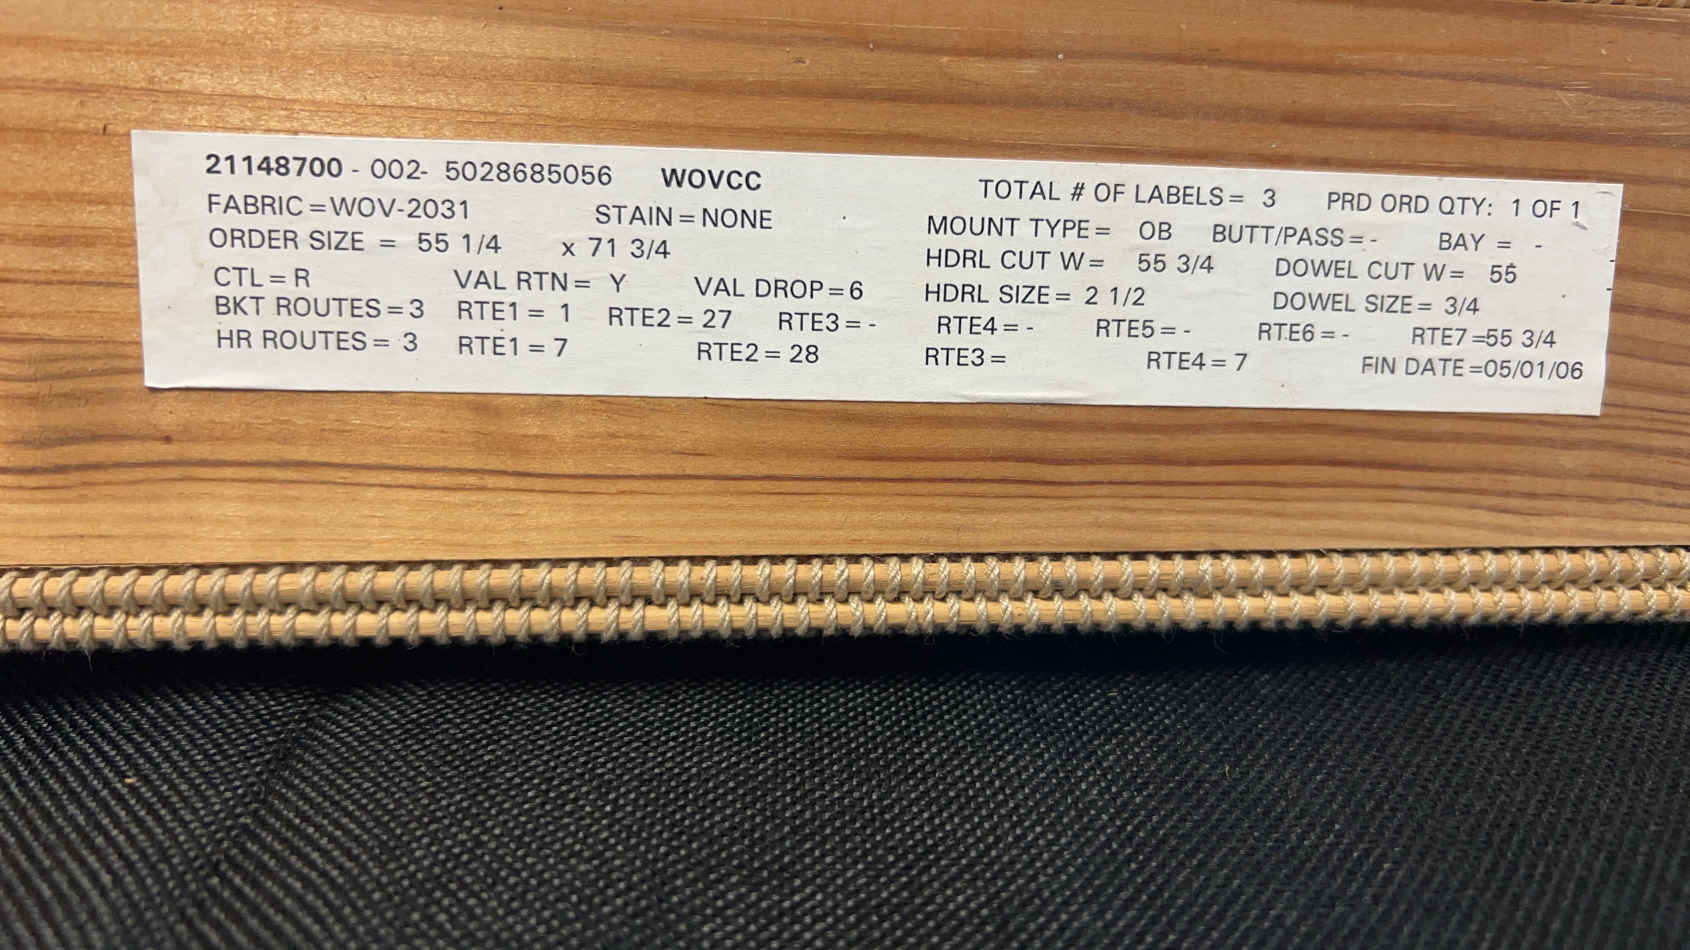 21148700 - 002- 5028685056 WOVCC TOTAL # OF LABELS= 3 PRD ORD QTY: 1 OF 1
FABRIC=WOV-2031 STAIN=NONE MOUNT TYPE= OB BUTT/PASS=- BAY = -
ORDER SIZE = 55 1/4 x 71 3/4 HDRL CUT W= 55 3/4 DOWEL CUT W= 55
CTL=R VAL RTN= Y VAL DROP=6 HDRL SIZE= 2 1/2 DOWEL SIZE= 3/4
BKT ROUTES=3 RTE1= 1 RTE2=27 RTE3=- RTE4=- RTE5=- RTE6=- RTE7=55 3/4
HR ROUTES= 3 RTE1=7 RTE2=28 RTE3= RTE4=7 FIN DATE=05/01/06